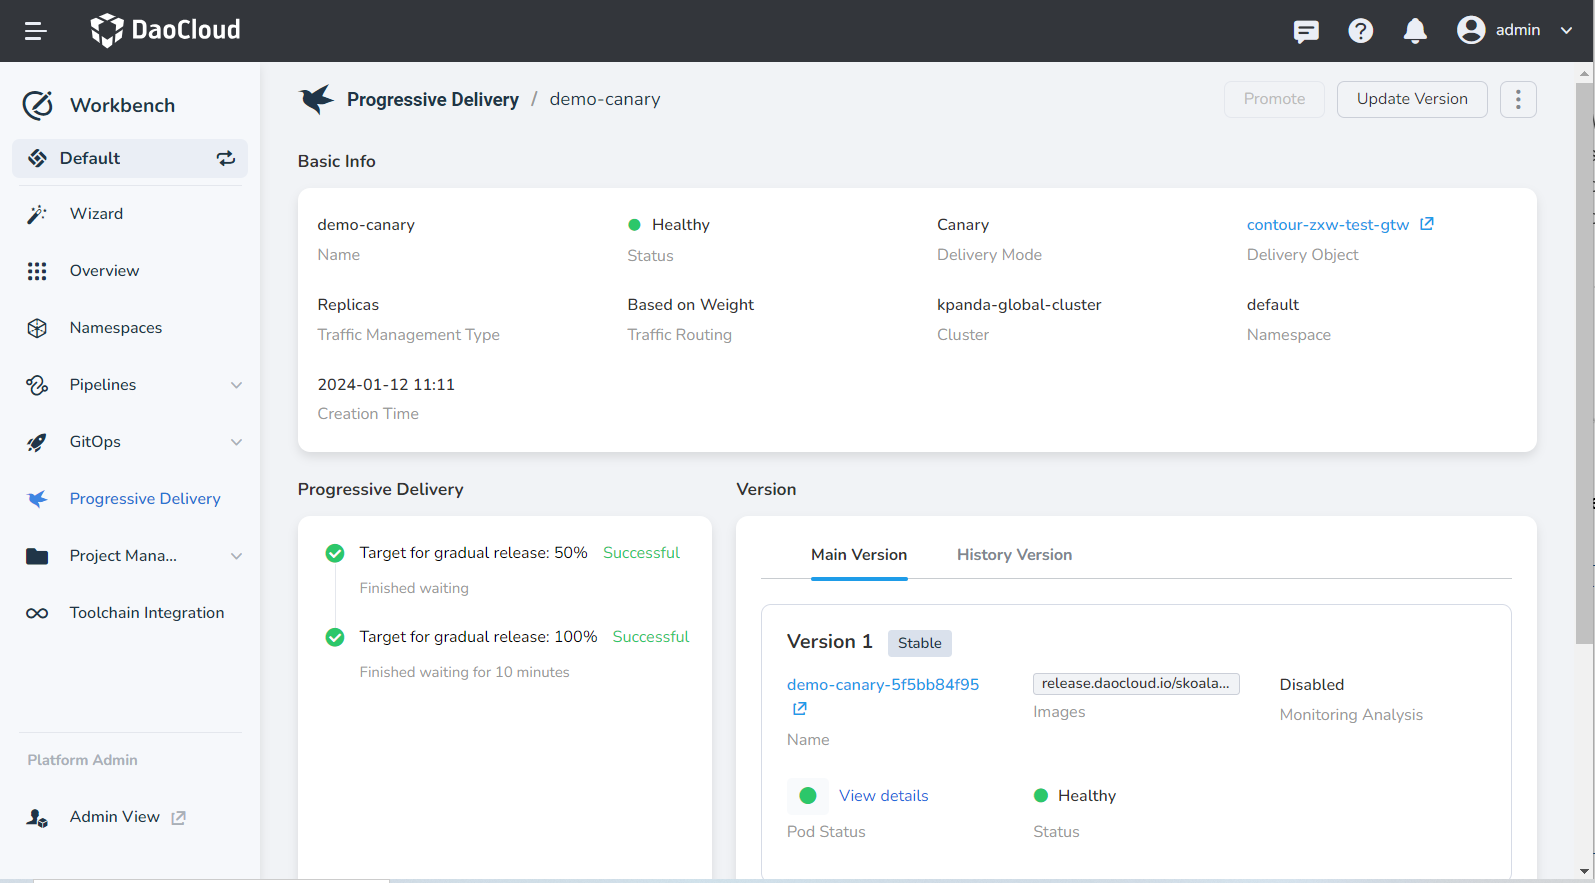 DaoCloud
admin
Workbench
Default
Wizard
Overview
Namespaces
Pipelines
GitOps
Progressive Delivery
Project Mana...
Toolchain Integration
Platform Admin
Admin View
Progressive Delivery / demo-canary
Promote
Update Version
Basic Info
demo-canary
Name
Healthy
Status
Canary
Delivery Mode
contour-zxw-test-gtw
Delivery Object
Replicas
Traffic Management Type
Based on Weight
Traffic Routing
kpanda-global-cluster
Cluster
default
Namespace
2024-01-12 11:11
Creation Time
Progressive Delivery
Target for gradual release: 50% Successful
Finished waiting
Target for gradual release: 100% Successful
Finished waiting for 10 minutes
Version
Main Version
History Version
Version 1 Stable
demo-canary-5f5bb84f95
Name
release.daocloud.io/skoala...
Images
Disabled
Monitoring Analysis
View details
Pod Status
Healthy
Status